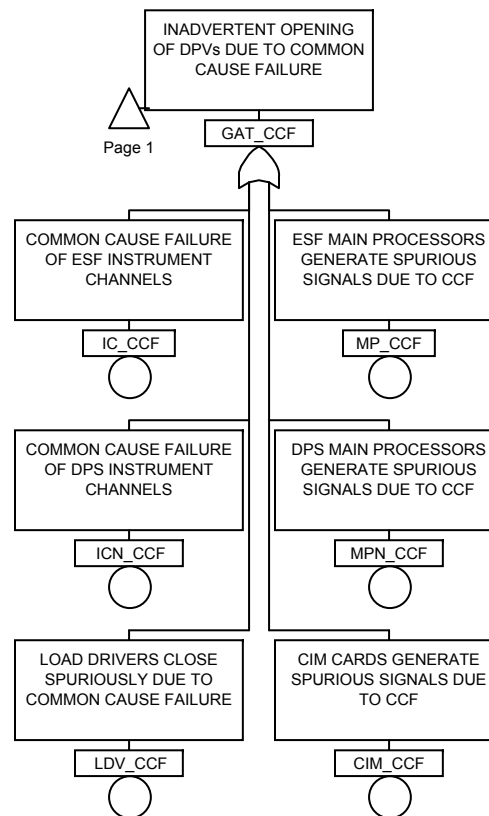 INADVERTENT OPENING
OF DPVs DUE TO COMMON
CAUSE FAILURE
Page 1
GAT_CCF
COMMON CAUSE FAILURE
OF ESF INSTRUMENT
CHANNELS
IC_CCF
ESF MAIN PROCESSORS
GENERATE SPURIOUS
SIGNALS DUE TO CCF
MP_CCF
COMMON CAUSE FAILURE
OF DPS INSTRUMENT
CHANNELS
ICN_CCF
DPS MAIN PROCESSORS
GENERATE SPURIOUS
SIGNALS DUE TO CCF
MPN_CCF
LOAD DRIVERS CLOSE
SPURIOUSLY DUE TO
COMMON CAUSE FAILURE
LDV_CCF
CIM CARDS GENERATE
SPURIOUS SIGNALS DUE
TO CCF
CIM_CCF